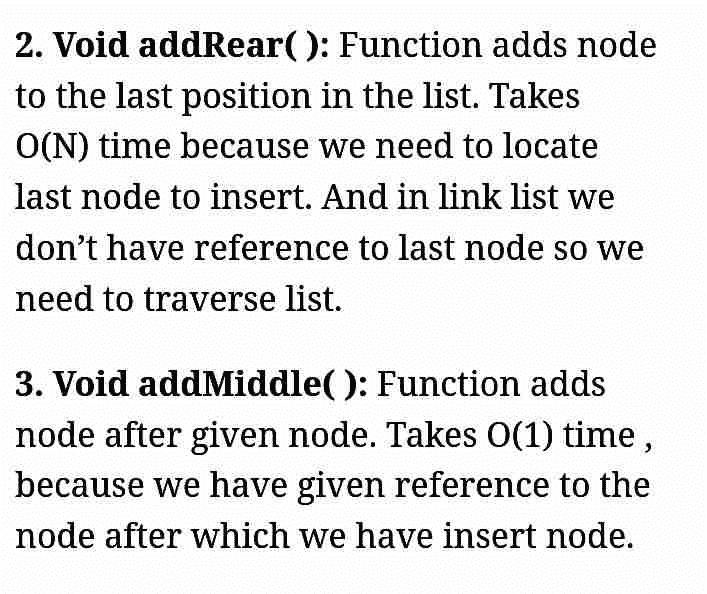 2. Void addRear( ): Function adds node
to the last position in the list. Takes
O(N) time because we need to locate
last node to insert. And in link list we
don’t have reference to last node so we
need to traverse list.
3. Void addMiddle( ): Function adds
node after given node. Takes O(1) time ,
because we have given reference to the
node after which we have insert node.